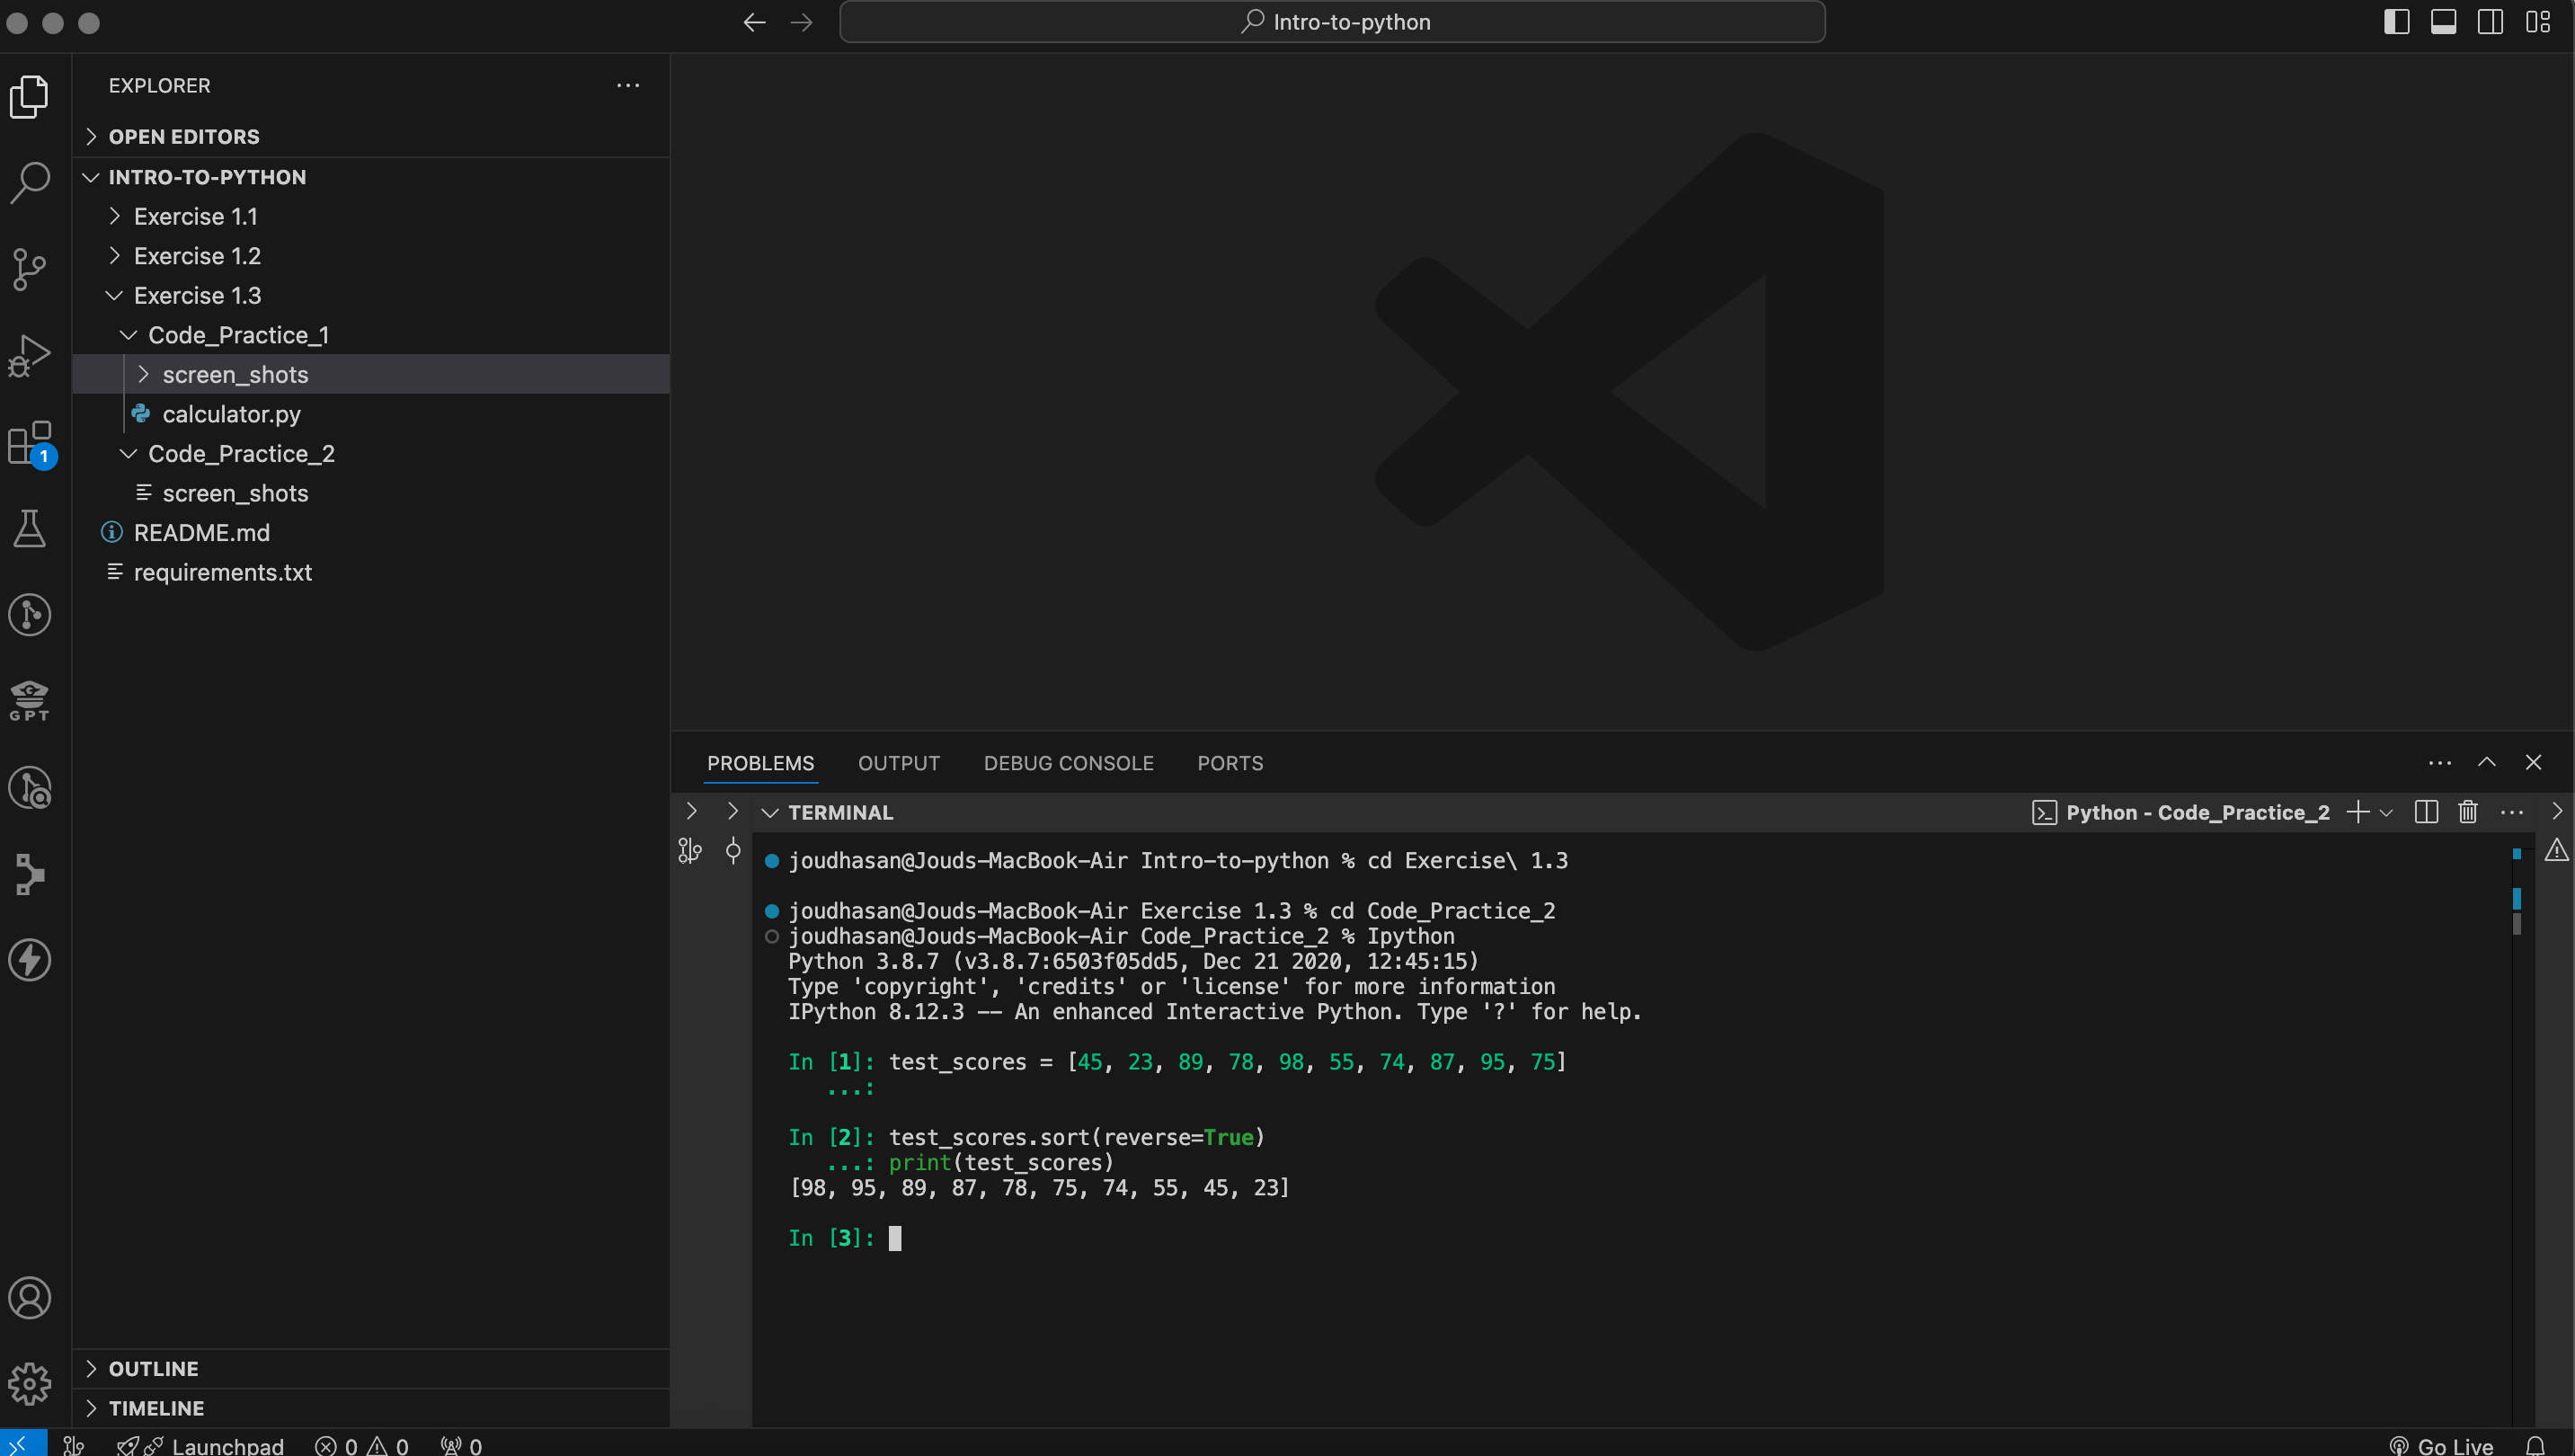 Intro-to-python
EXPLORER
OPEN EDITORS
INTRO-TO-PYTHON
Exercise 1.1
Exercise 1.2
Exercise 1.3
Code_Practice_1
screen_shots
calculator.py
Code_Practice_2
screen_shots
README.md
requirements.txt
1
GPT
OUTLINE
TIMELINE
PROBLEMS OUTPUT DEBUG CONSOLE PORTS
TERMINAL
Python - Code_Practice_2
joudhasan@Jouds-MacBook-Air Intro-to-python % cd Exercise\ 1.3
joudhasan@Jouds-MacBook-Air Exercise 1.3 % cd Code_Practice_2
joudhasan@Jouds-MacBook-Air Code_Practice_2 % Ipython
Python 3.8.7 (v3.8.7:6503f05dd5, Dec 21 2020, 12:45:15)
Type 'copyright', 'credits' or 'license' for more information
IPython 8.12.3 -- An enhanced Interactive Python. Type '?' for help.
In [1]: test_scores = [45, 23, 89, 78, 98, 55, 74, 87, 95, 75]
...:
In [2]: test_scores.sort(reverse=True)
...: print(test_scores)
[98, 95, 89, 87, 78, 75, 74, 55, 45, 23]
In [3]:
Launchpad 0 0 0 Go Live